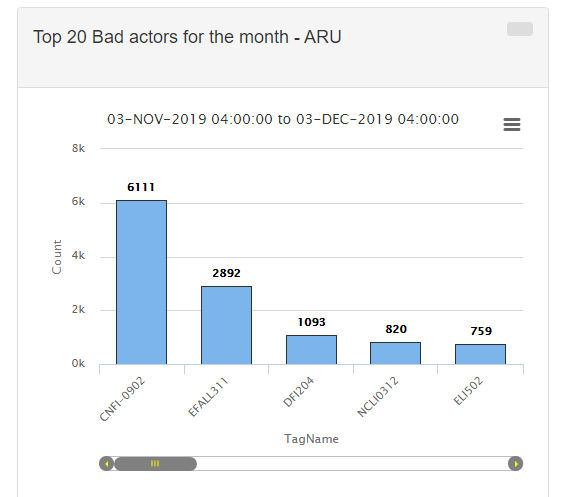 Top 20 Bad actors for the month - ARU
03-NOV-2019 04:00:00 to 03-DEC-2019 04:00:00
8k
6k
4k
2k
0k
Count
6111
2892
1093
820
759
CNFI-0902
EFALL311
DFI204
NCLI0312
ELI502
TagName